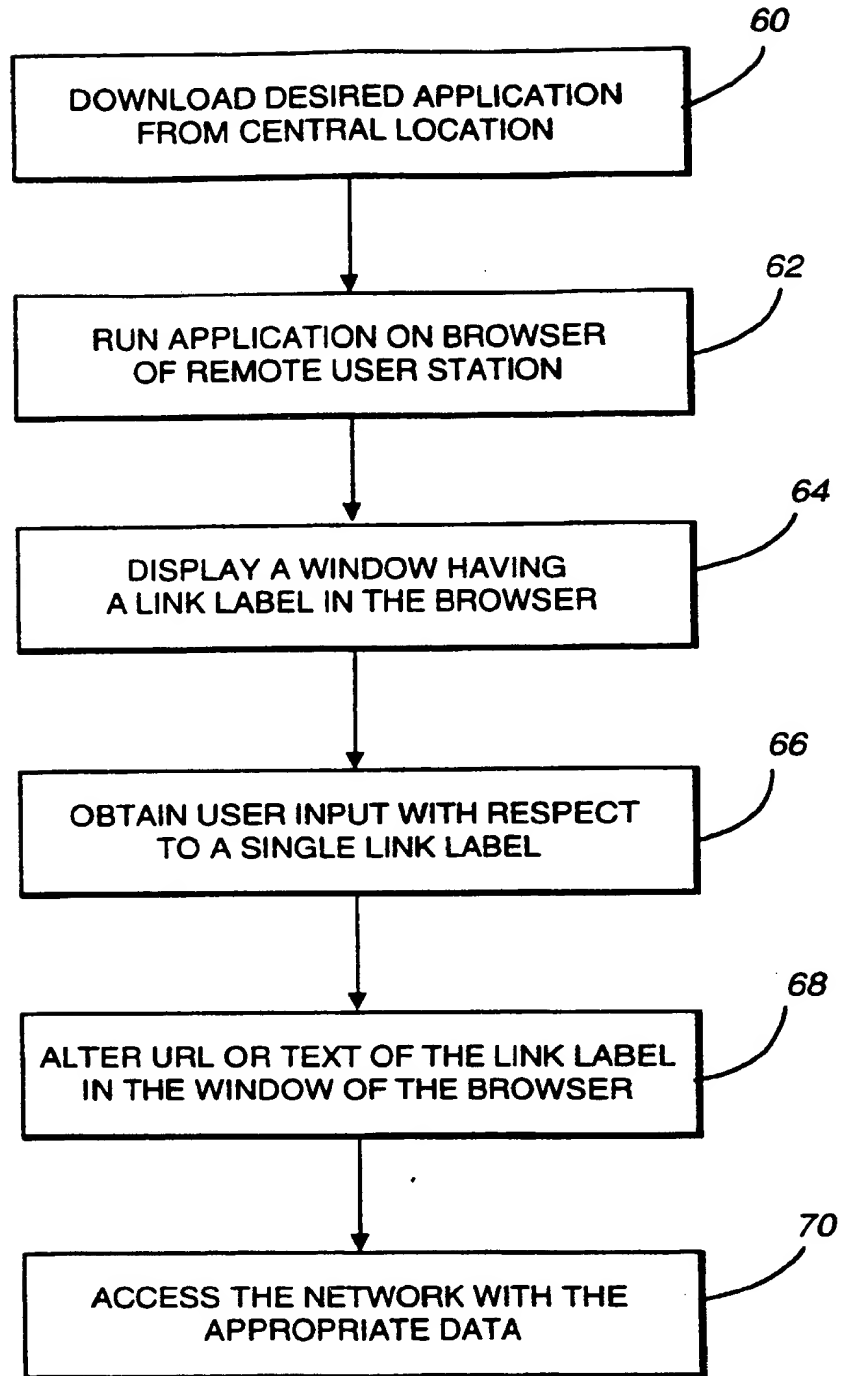 60
DOWNLOAD DESIRED APPLICATION
FROM CENTRAL LOCATION
62
RUN APPLICATION ON BROWSER
OF REMOTE USER STATION
64
DISPLAY A WINDOW HAVING
A LINK LABEL IN THE BROWSER
66
OBTAIN USER INPUT WITH RESPECT
TO A SINGLE LINK LABEL
68
ALTER URL OR TEXT OF THE LINK LABEL
IN THE WINDOW OF THE BROWSER
70
ACCESS THE NETWORK WITH THE
APPROPRIATE DATA